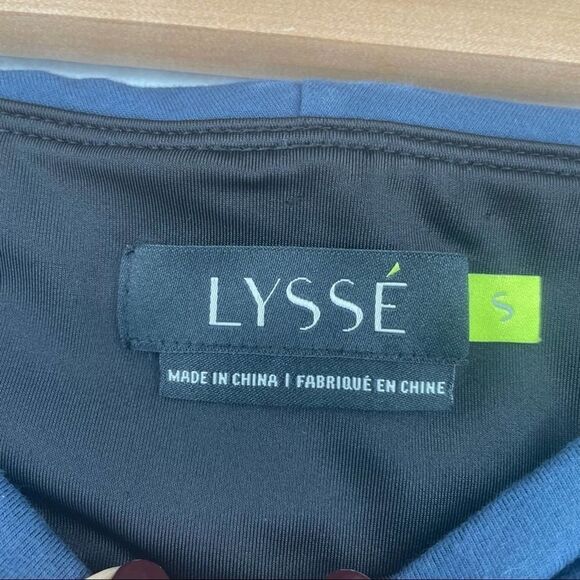 LYSSÉ
S
MADE IN CHINA | FABRIQUÉ EN CHINE